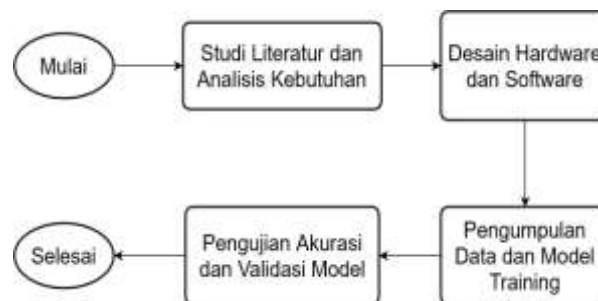 Mulai
Studi Literatur dan
Analisis Kebutuhan
Desain Hardware
dan Software
Pengumpulan
Data dan Model
Training
Pengujian Akurasi
dan Validasi Model
Selesai